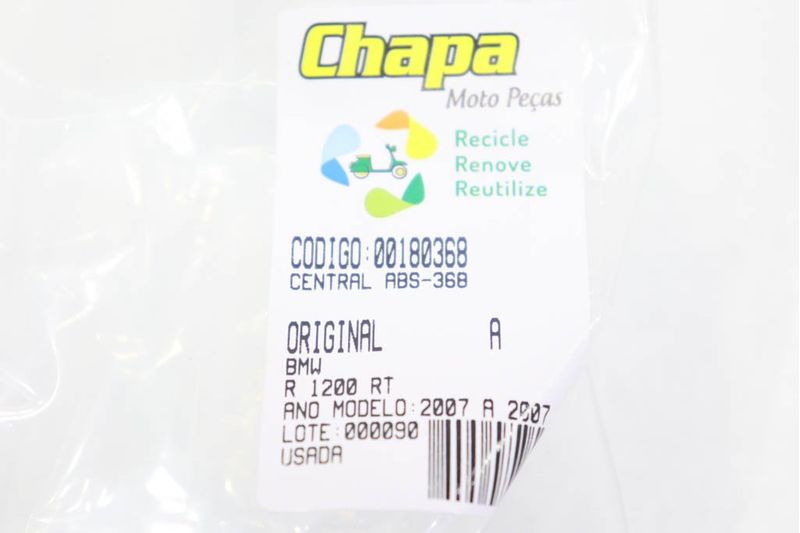 Chapa
Moto Peças
Recicle
Renove
Reutilize
CODIGO:00180368
CENTRAL ABS-368
ORIGINAL A
BMW
R 1200 RT
ANO MODELO:2007 A 2007
LOTE:000090
USADA